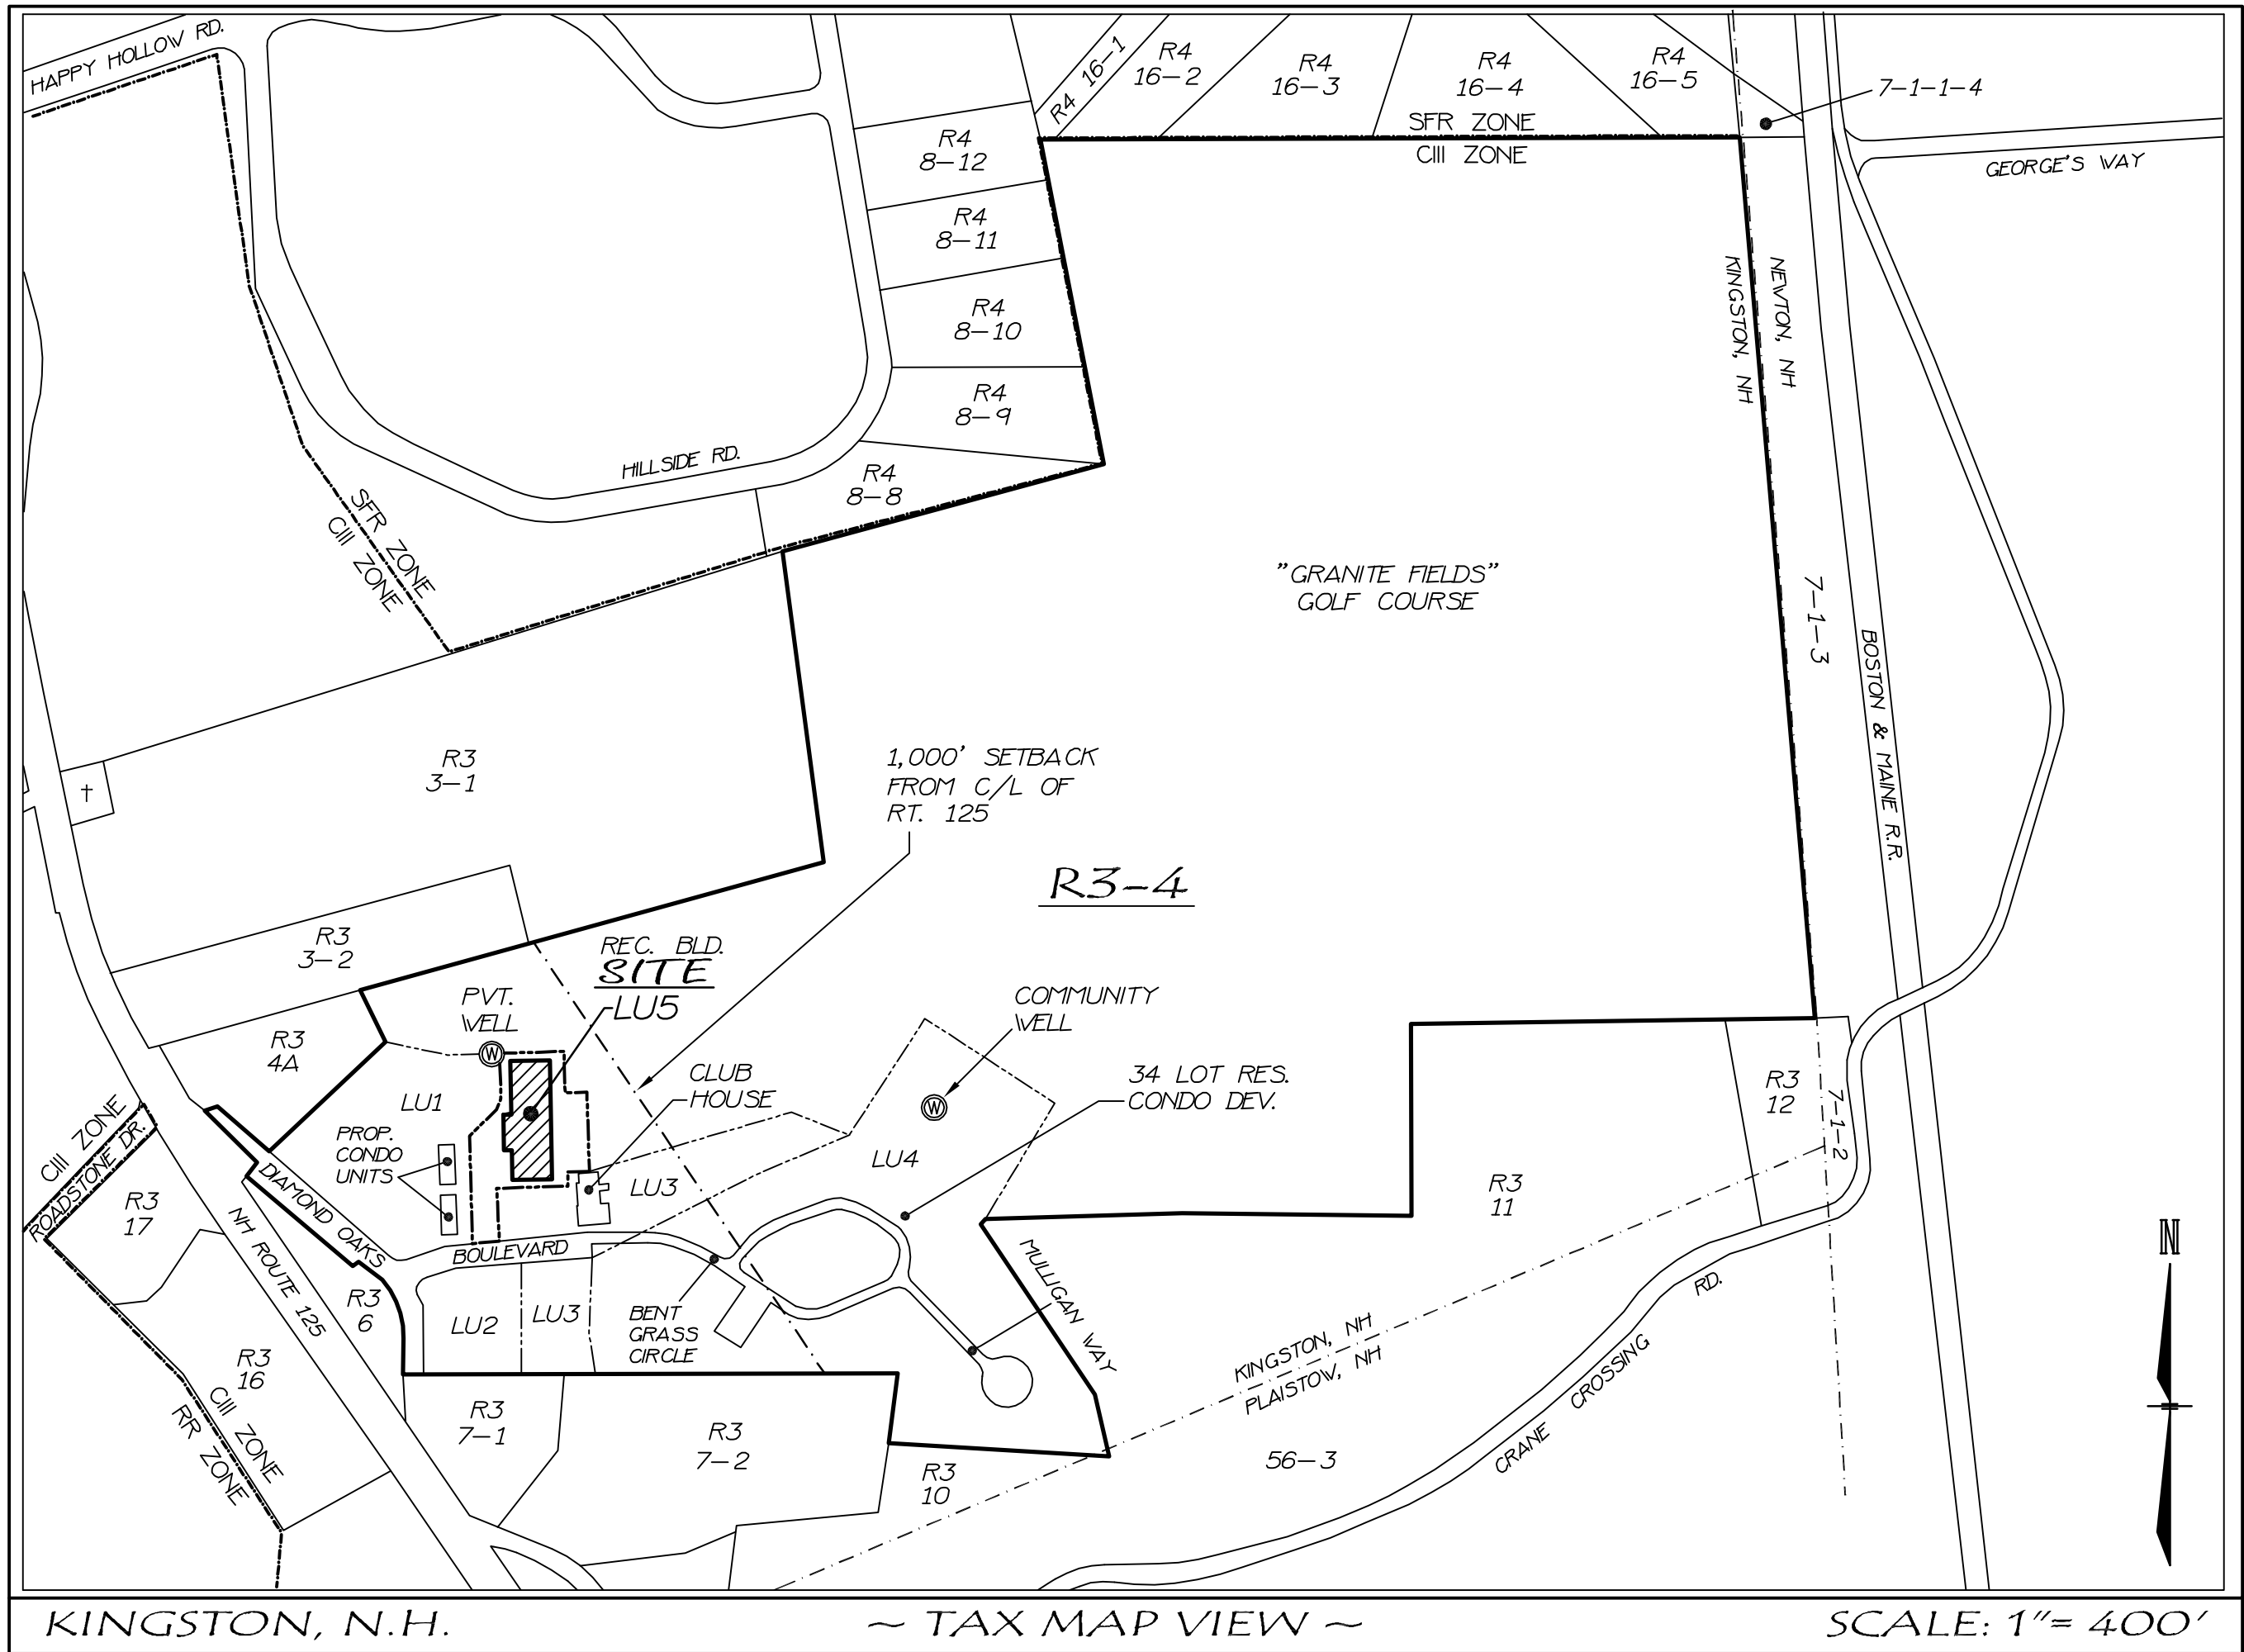 HAPPY HOLLOW RD.
R4 16-1
R4
16-2
R4
16-3
R4
16-4
R4
16-5
7-1-1-4
SFR ZONE
CIII ZONE
GEORGE'S WAY
R4
8-12
R4
8-11
R4
8-10
R4
8-9
R4
8-8
KINGSTON, NH
NEWTON, NH
HILLSIDE RD.
SFR ZONE
CIII ZONE
"GRANITE FIELDS"
GOLF COURSE
7-1-3
BOSTON & MAINE R.R.
R3
3-1
1,000' SETBACK
FROM C/L OF
RT. 125
R3-4
R3
3-2
REC. BLD.
SITE
LU5
PVT.
WELL
W
COMMUNITY
WELL
W
R3
4A
LU1
CLUB
HOUSE
34 LOT RES.
CONDO DEV.
R3
12
7-1-2
CIII ZONE
ROADSTONE DR.
PROP.
CONDO
UNITS
LU4
LU3
R3
17
DIAMOND OAKS
BOULEVARD
R3
11
NH ROUTE 125
MULLIGAN WAY
RD.
N
R3
6
LU2
LU3
BENT
GRASS
CIRCLE
KINGSTON, NH
PLAISTOW, NH
CROSSING
R3
16
CIII ZONE
RR ZONE
R3
7-1
R3
7-2
R3
10
56-3
CRANE
KINGSTON, N.H.
~ TAX MAP VIEW ~
SCALE: 1"= 400'